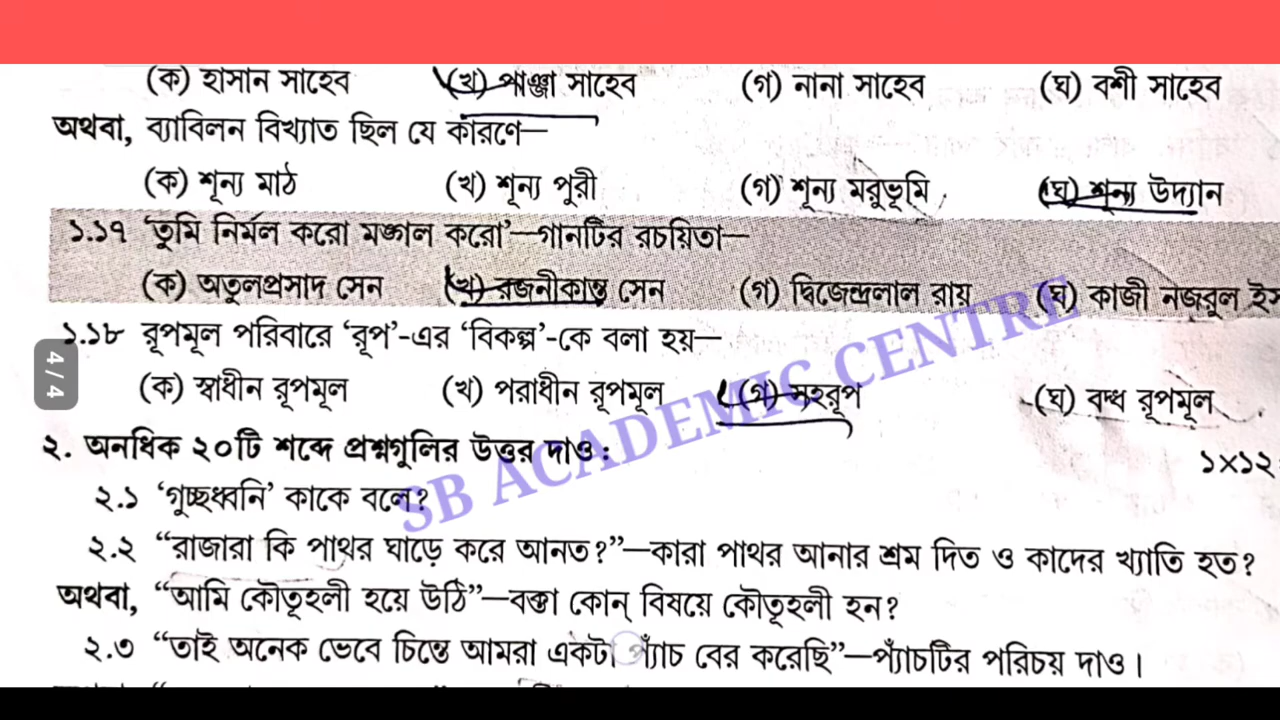 (ক) হাসান সাহেব (খ) পাঞ্জা সাহেব (গ) নানা সাহেব (ঘ) বশী সাহেব
অথবা, ব্যাবিলন বিখ্যাত ছিল যে কারণে—
(ক) শূন্য মাঠ (খ) শূন্য পুরী (গ) শূন্য মরুভূমি (ঘ) শূন্য উদ্যান
১.১৭ 'তুমি নির্মল করো মঙ্গল করো'—গানটির রচয়িতা—
(ক) অতুলপ্রসাদ সেন (খ) রজনীকান্ত সেন (গ) দ্বিজেন্দ্রলাল রায় (ঘ) কাজী নজরুল ইস
১.১৮ রূপমূল পরিবারে 'রূপ'-এর 'বিকল্প'-কে বলা হয়—
4/4
(ক) স্বাধীন রূপমূল (খ) পরাধীন রূপমূল (গ) সহরূপ (ঘ) বদ্ধ রূপমূল
২. অনধিক ২০টি শব্দে প্রশ্নগুলির উত্তর দাও: ১×১২
২.১ 'গুচ্ছধ্বনি' কাকে বলে?
SB ACADEMIC CENTRE
২.২ "রাজারা কি পাথর ঘাড়ে করে আনত?"—কারা পাথর আনার শ্রম দিত ও কাদের খ্যাতি হত?
অথবা, "আমি কৌতূহলী হয়ে উঠি"—বক্তা কোন্ বিষয়ে কৌতূহলী হন?
২.৩ "তাই অনেক ভেবে চিন্তে আমরা একটা প্যাঁচ বের করেছি"—প্যাঁচটির পরিচয় দাও।